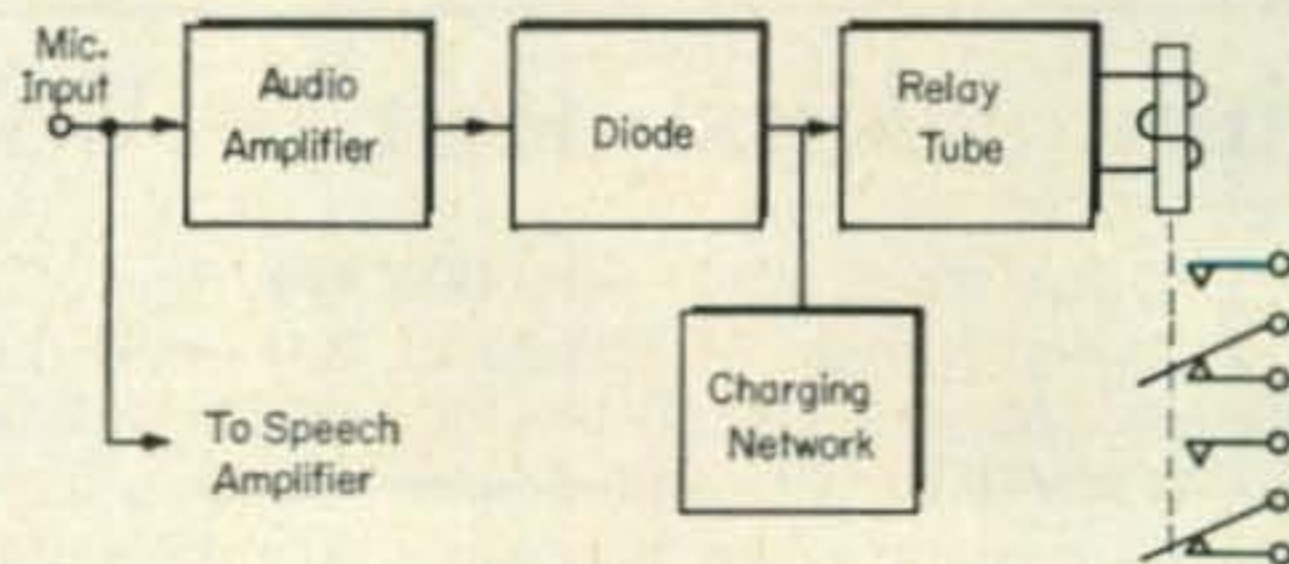 Mic.
Input
Audio
Amplifier
Diode
Relay
Tube
Charging
Network
To Speech
Amplifier